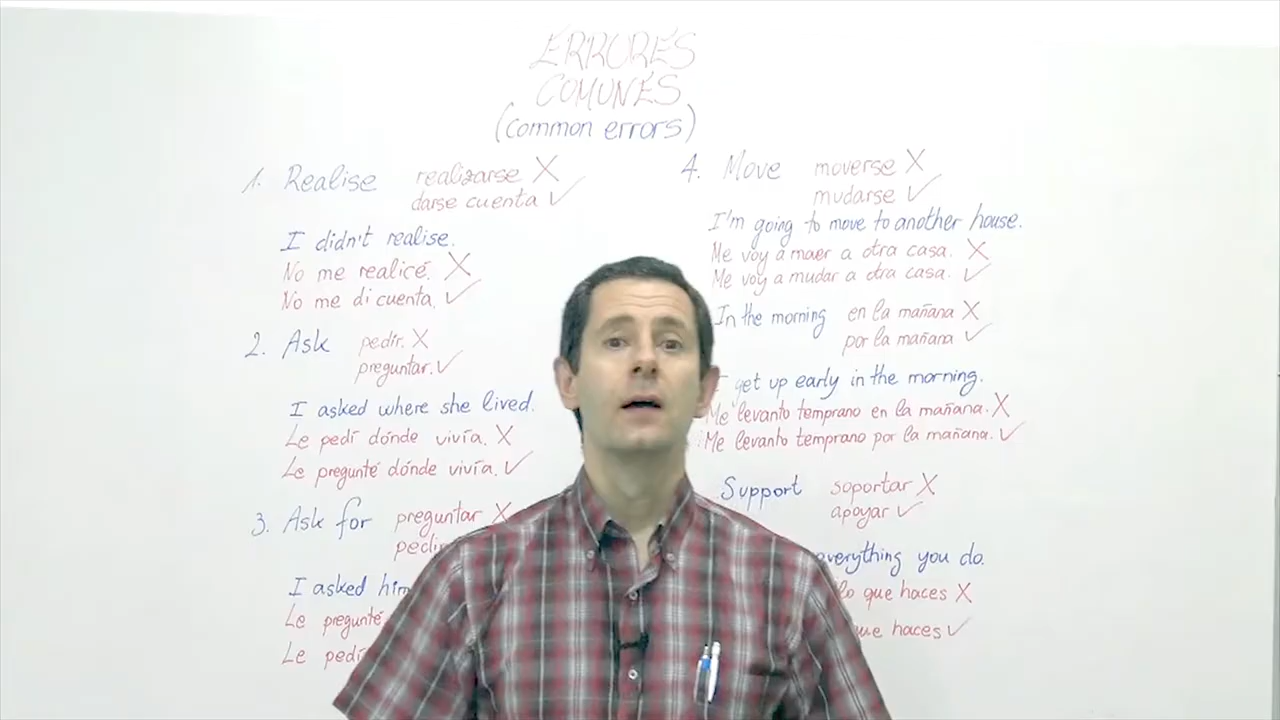 ERRORES
COMUNES
(common errors)
1. Realise realizarse X
darse cuenta ✓
I didn't realise.
No me realicé. X
No me di cuenta. ✓
2. Ask pedir. X
preguntar. ✓
I asked where she lived.
Le pedí dónde vivía. X
Le pregunté dónde vivía. ✓
3. Ask for preguntar X
pedir
I asked him
Le pregunté
Le pedí
4. Move moverse X
mudarse ✓
I'm going to move to another house.
Me voy a mover a otra casa. X
Me voy a mudar a otra casa. ✓
In the morning en la mañana X
por la mañana ✓
I get up early in the morning.
Me levanto temprano en la mañana. X
Me levanto temprano por la mañana. ✓
Support soportar X
apoyar ✓
everything you do.
lo que haces X
que haces ✓